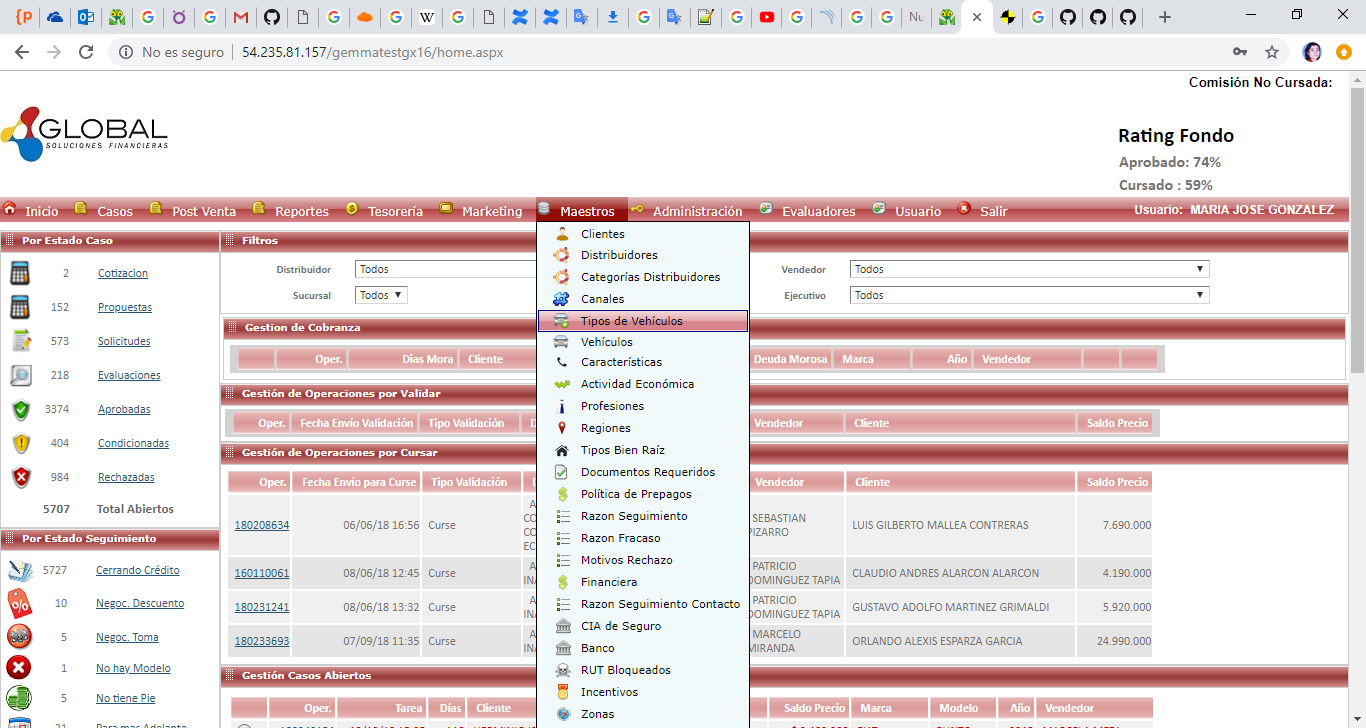 No es seguro 54.235.81.157/gemmatestgx16/home.aspx
Comisión No Cursada:
GLOBAL
SOLUCIONES FINANCIERAS
Rating Fondo
Aprobado: 74%
Cursado : 59%
Inicio Casos Post Venta Reportes Tesorería Marketing Maestros Administración Evaluadores Usuario Salir Usuario: MARIA JOSE GONZALEZ
Por Estado Caso
2 Cotizacion
152 Propuestas
573 Solicitudes
218 Evaluaciones
3374 Aprobadas
404 Condicionadas
984 Rechazadas
5707 Total Abiertos
Por Estado Seguimiento
5727 Cerrando Crédito
10 Negoc. Descuento
5 Negoc. Toma
1 No hay Modelo
5 No tiene Pie
21 Para mas Adelante
Filtros
Distribuidor Todos Vendedor Todos
Sucursal Todos Ejecutivo Todos
Clientes
Distribuidores
Categorías Distribuidores
Canales
Tipos de Vehículos
Vehículos
Características
Actividad Económica
Profesiones
Regiones
Tipos Bien Raíz
Documentos Requeridos
Política de Prepagos
Razon Seguimiento
Razon Fracaso
Motivos Rechazo
Financiera
Razon Seguimiento Contacto
CIA de Seguro
Banco
RUT Bloqueados
Incentivos
Zonas
Gestion de Cobranza
Oper. Dias Mora Cliente Deuda Morosa Marca Año Vendedor
Gestión de Operaciones por Validar
Oper. Fecha Envío Validación Tipo Validación Vendedor Cliente Saldo Precio
Gestión de Operaciones por Cursar
Oper. Fecha Envío para Curse Tipo Validación Vendedor Cliente Saldo Precio
180208634 06/06/18 16:56 Curse SEBASTIAN PIZARRO LUIS GILBERTO MALLEA CONTRERAS 7.690.000
160110061 08/06/18 12:45 Curse PATRICIO DOMINGUEZ TAPIA CLAUDIO ANDRES ALARCON ALARCON 4.190.000
180231241 08/06/18 13:32 Curse PATRICIO DOMINGUEZ TAPIA GUSTAVO ADOLFO MARTINEZ GRIMALDI 5.920.000
180233693 07/09/18 11:35 Curse MARCELO MIRANDA ORLANDO ALEXIS ESPARZA GARCIA 24.990.000
Gestión Casos Abiertos
Oper. Tarea Días Cliente Saldo Precio Marca Modelo Año Vendedor